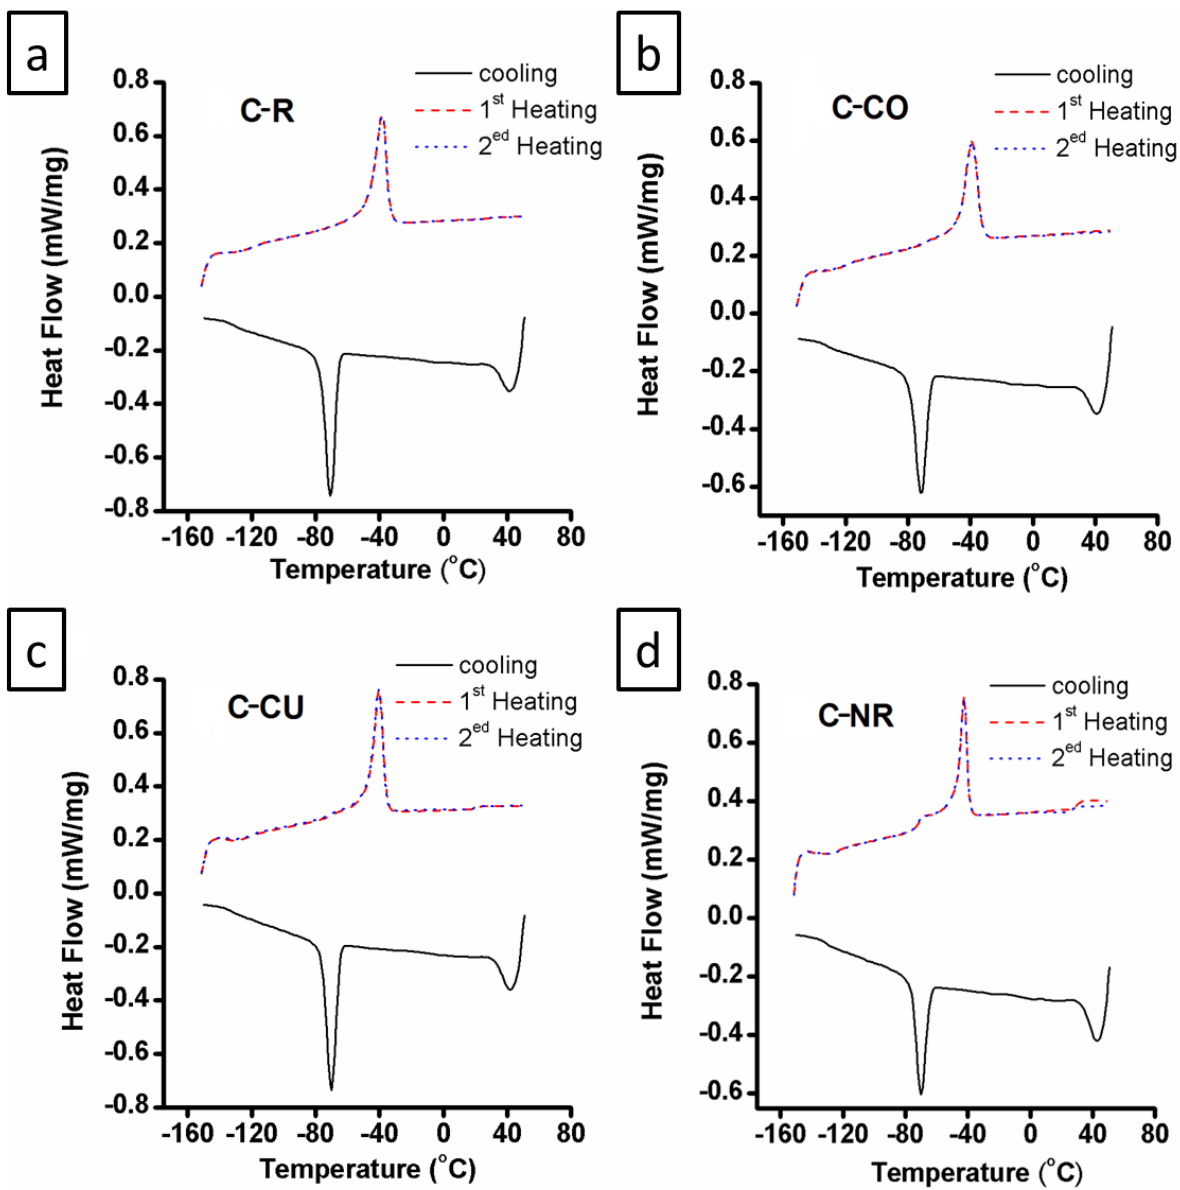 a
C-R
cooling
1st Heating
2ed Heating
0.8
0.6
0.4
0.2
0.0
-0.2
-0.4
-0.6
-0.8
Heat Flow (mW/mg)
-160 -120 -80 -40 0 40 80
Temperature (°C)
b
C-CO
cooling
1st Heating
2ed Heating
0.8
0.6
0.4
0.2
0.0
-0.2
-0.4
-0.6
Heat Flow (mW/mg)
-160 -120 -80 -40 0 40 80
Temperature (°C)
c
C-CU
cooling
1st Heating
2ed Heating
0.8
0.6
0.4
0.2
0.0
-0.2
-0.4
-0.6
-0.8
Heat Flow (mW/mg)
-160 -120 -80 -40 0 40 80
Temperature (°C)
d
C-NR
cooling
1st Heating
2ed Heating
0.8
0.6
0.4
0.2
0.0
-0.2
-0.4
-0.6
Heat Flow (mW/mg)
-160 -120 -80 -40 0 40 80
Temperature (°C)